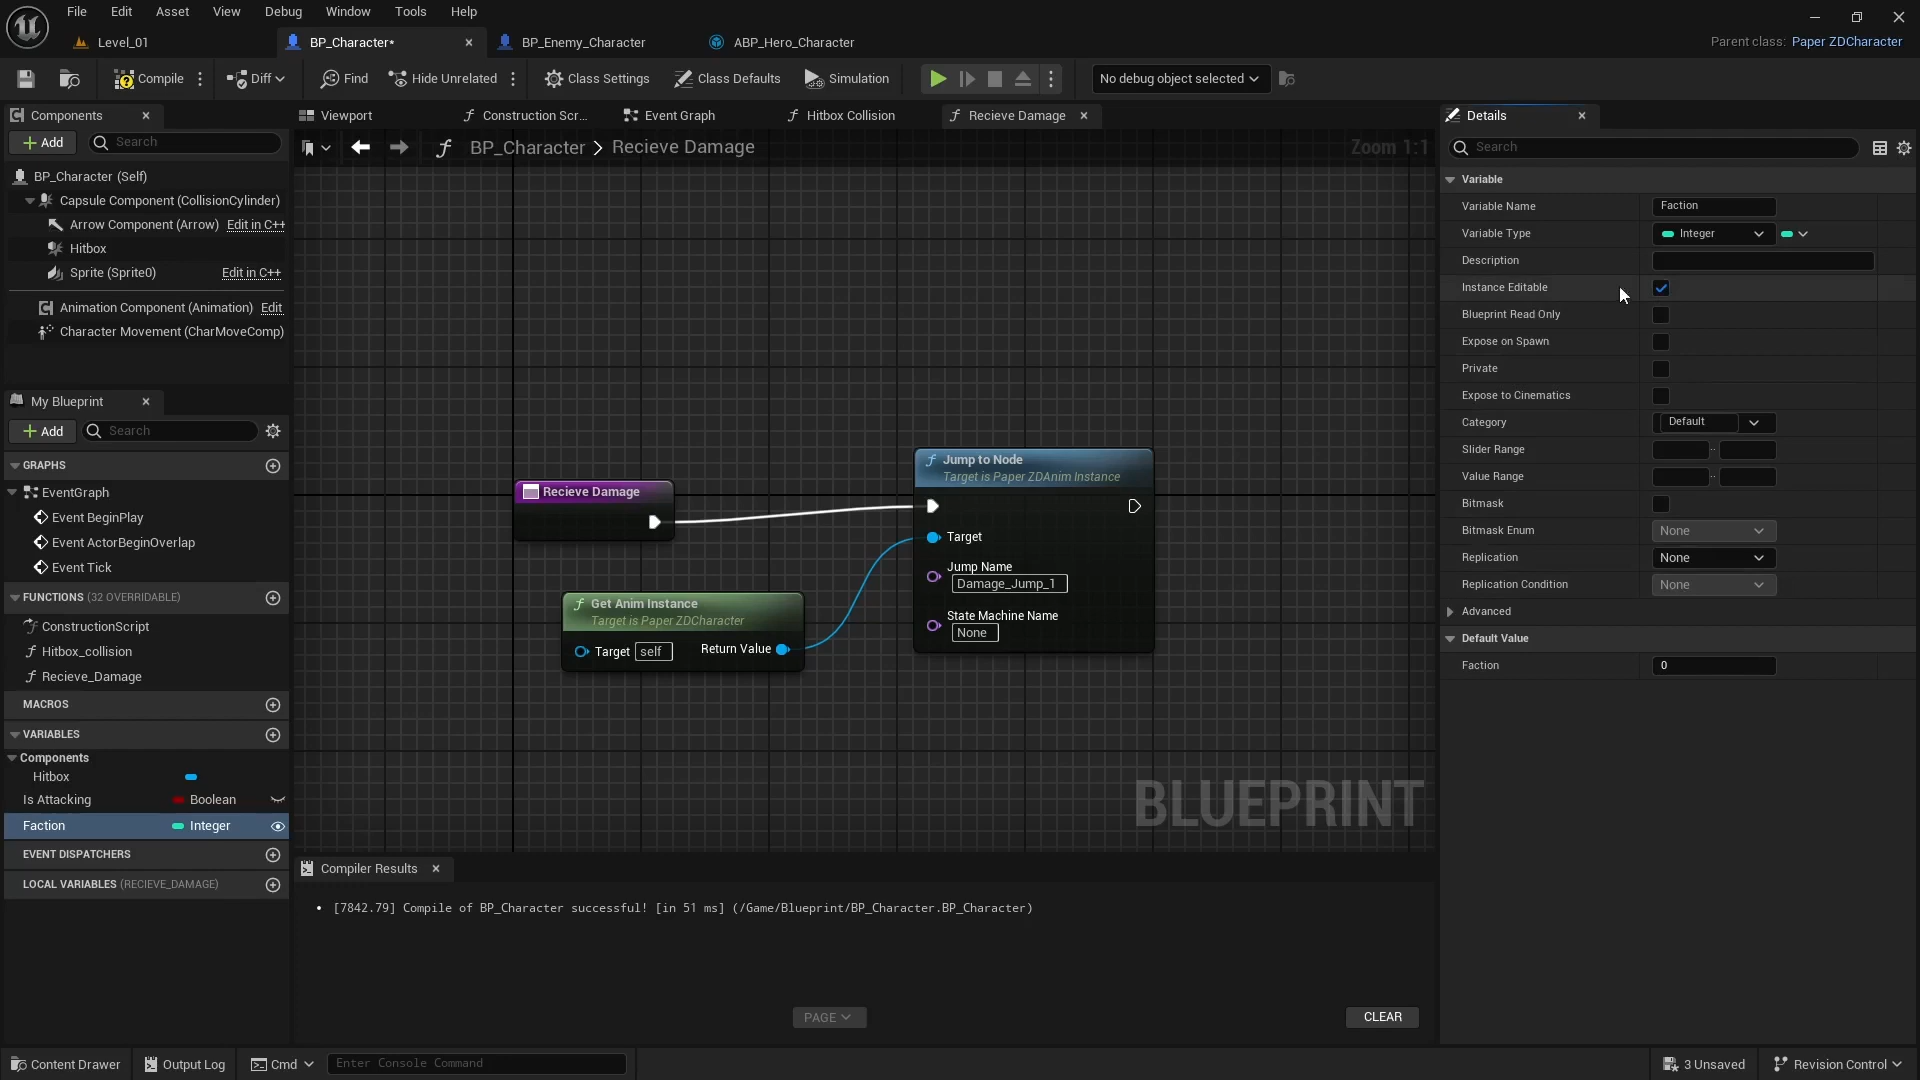 File Edit Asset View Debug Window Tools Help
Level_01 BP_Character* BP_Enemy_Character ABP_Hero_Character
Parent class: Paper ZDCharacter
Compile Diff Find Hide Unrelated Class Settings Class Defaults Simulation No debug object selected
Components
Add Search
BP_Character (Self)
Capsule Component (CollisionCylinder)
Arrow Component (Arrow) Edit in C++
Hitbox
Sprite (Sprite0) Edit in C++
Animation Component (Animation) Edit
Character Movement (CharMoveComp)
My Blueprint
Add Search
GRAPHS
EventGraph
Event BeginPlay
Event ActorBeginOverlap
Event Tick
FUNCTIONS (32 OVERRIDABLE)
ConstructionScript
Hitbox_collision
Recieve_Damage
MACROS
VARIABLES
Components
Hitbox
Is Attacking Boolean
Faction Integer
EVENT DISPATCHERS
LOCAL VARIABLES (RECIEVE_DAMAGE)
Viewport Construction Scr... Event Graph Hitbox Collision Recieve Damage
BP_Character > Recieve Damage
Zoom 1:1
Recieve Damage
Get Anim Instance
Target is Paper ZDCharacter
Target self Return Value
Jump to Node
Target is Paper ZDAnim Instance
Target
Jump Name
Damage_Jump_1
State Machine Name
None
BLUEPRINT
Compiler Results
[7842.79] Compile of BP_Character successful! [in 51 ms] (/Game/Blueprint/BP_Character.BP_Character)
PAGE
CLEAR
Details
Search
Variable
Variable Name Faction
Variable Type Integer
Description
Instance Editable
Blueprint Read Only
Expose on Spawn
Private
Expose to Cinematics
Category Default
Slider Range ..
Value Range ..
Bitmask
Bitmask Enum None
Replication None
Replication Condition None
Advanced
Default Value
Faction 0
Content Drawer Output Log Cmd Enter Console Command 3 Unsaved Revision Control